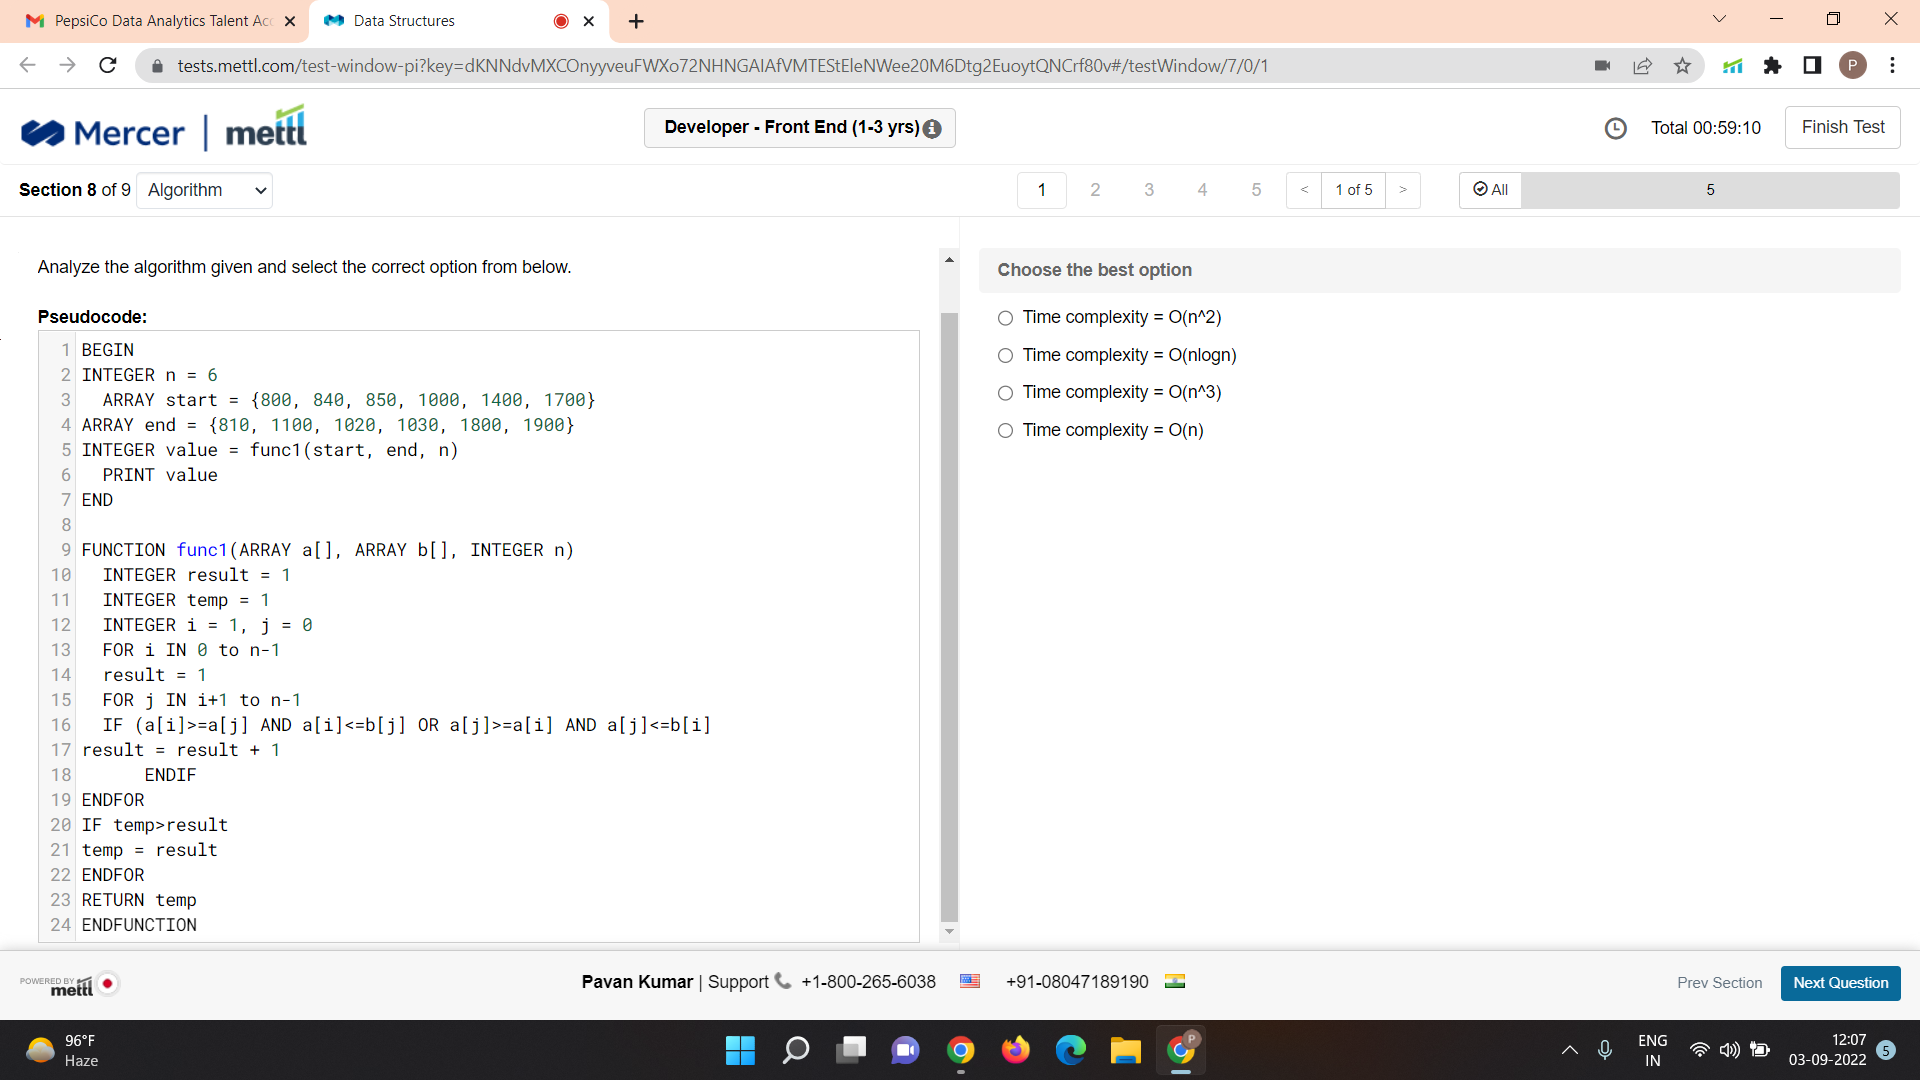 PepsiCo Data Analytics Talent Acc
Data Structures
tests.mettl.com/test-window-pi?key=dKNNdvMXCOnyyveuFWXo72NHNGAIAfVMTEStEleNWee20M6Dtg2EuoytQNCrf80v#/testWindow/7/0/1
P
Mercer | mettl
Developer - Front End (1-3 yrs)
Total 00:59:10
Finish Test
Section 8 of 9 Algorithm
1 2 3 4 5 < 1 of 5 >
All 5
Analyze the algorithm given and select the correct option from below.
Pseudocode:
1 BEGIN
2 INTEGER n = 6
3 ARRAY start = {800, 840, 850, 1000, 1400, 1700}
4 ARRAY end = {810, 1100, 1020, 1030, 1800, 1900}
5 INTEGER value = func1(start, end, n)
6 PRINT value
7 END
8
9 FUNCTION func1(ARRAY a[], ARRAY b[], INTEGER n)
10 INTEGER result = 1
11 INTEGER temp = 1
12 INTEGER i = 1, j = 0
13 FOR i IN 0 to n-1
14 result = 1
15 FOR j IN i+1 to n-1
16 IF (a[i]>=a[j] AND a[i]<=b[j] OR a[j]>=a[i] AND a[j]<=b[i]
17 result = result + 1
18 ENDIF
19 ENDFOR
20 IF temp>result
21 temp = result
22 ENDFOR
23 RETURN temp
24 ENDFUNCTION
Choose the best option
Time complexity = O(n^2)
Time complexity = O(nlogn)
Time complexity = O(n^3)
Time complexity = O(n)
POWERED BY
mettl
Pavan Kumar | Support +1-800-265-6038 +91-08047189190
Prev Section
Next Question
96°F
Haze
P
ENG
IN
12:07
03-09-2022
5